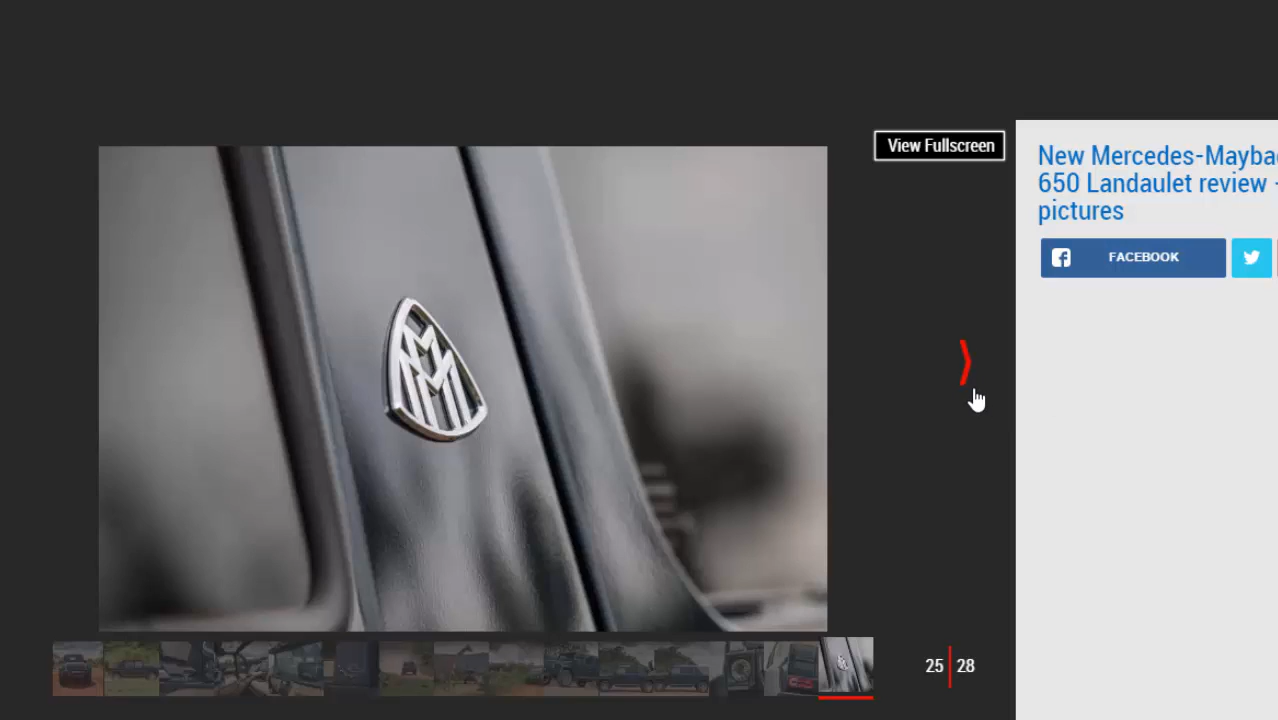 View Fullscreen
New Mercedes-Mayba
650 Landaulet review -
pictures
FACEBOOK
25 28